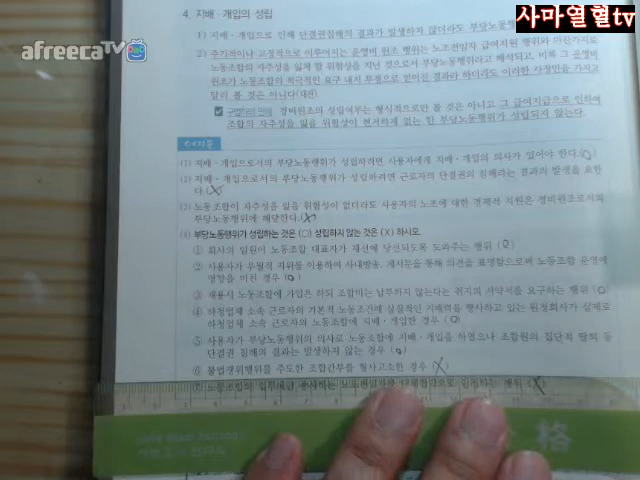 사마열혈tv
afreecaTV
4. 지배·개입의 성립
1) 지배·개입으로 인해 단결권침해의 결과가 발생하지 않더라도 부당노동행위
2) 주기적이나 고정적으로 이루어지는 운영비 원조 행위는 노조전임자 급여지원 행위와 마찬가지로
노동조합의 자주성을 잃게 할 위험성을 지닌 것으로서 부당노동행위라고 해석되고, 비록 그 운영비
원조가 노동조합의 적극적인 요구 내지 투쟁으로 얻어진 결과라 하더라도 이러한 사정만을 가지고
달리 볼 것은 아니다(대판).
경비원조의 성립여부는 형식적으로만 볼 것은 아니고 그 급여지급으로 인하여
조합의 자주성을 잃을 위험성이 현저하게 없는 한 부당노동행위가 성립되지 않는다.
(1) 지배·개입으로서의 부당노동행위가 성립하려면 사용자에게 지배·개입의 의사가 있어야 한다.(O)
(2) 지배·개입으로서의 부당노동행위가 성립하려면 근로자의 단결권의 침해라는 결과의 발생을 요한
다.(X)
(3) 노동조합이 자주성을 잃을 위험성이 없더라도 사용자의 노조에 대한 경제적 지원은 경비원조로서의
부당노동행위에 해당한다.(X)
(4) 부당노동행위가 성립하는 것은 (○) 성립하지 않는 것은 (X) 하시오.
① 회사의 임원이 노동조합 대표자가 재선에 당선되도록 도와주는 행위 (O)
② 사용자가 우월적 지위를 이용하여 사내방송, 게시문을 통해 의견을 표명함으로써 노동조합 운영에
영향을 미친 경우 (O)
③ 채용시 노동조합에 가입은 하되 조합비는 납부하지 않는다는 취지의 서약서를 요구하는 행위 (O)
④ 하청업체 소속 근로자의 기본적 노동조건에 실질적인 지배력을 행사하고 있는 원청회사가 실제로
하청업체 소속 근로자의 노동조합에 지배·개입한 경우 (O)
⑤ 사용자가 부당노동행위의 의사로 노동조합에 지배·개입을 하였으나 조합원의 집단적 탈퇴 등
단결권 침해의 결과는 발생하지 않는 경우 (O)
⑥ 불법쟁위행위를 주도한 조합간부를 형사고소한 경우 (X)
⑦ 노동조합의 행위 (X)
格